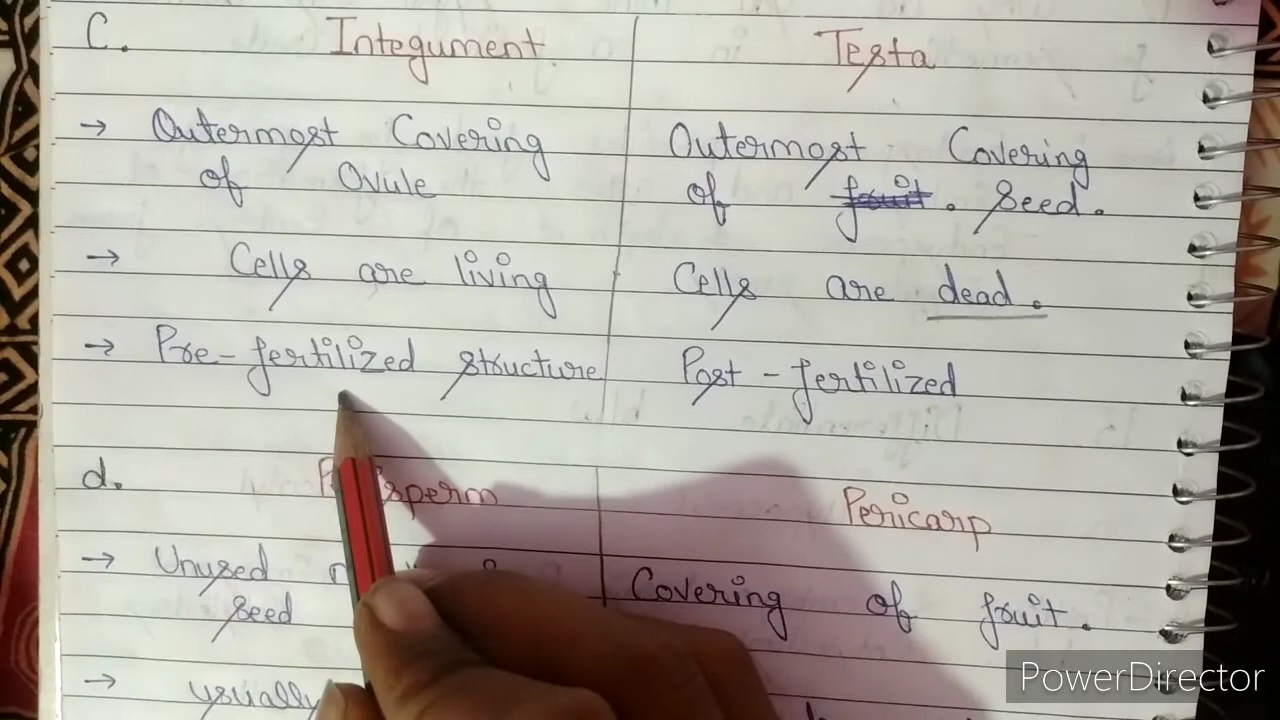 C. Integument Testa
→ Outermost Covering Outermost Covering
of Ovule of fruit. Seed.
→ Cells are living Cells are dead.
→ Pre-fertilized structure Post-fertilized
d. Pericarp
→ Unused Covering of fruit.
seed
→ usually
PowerDirector